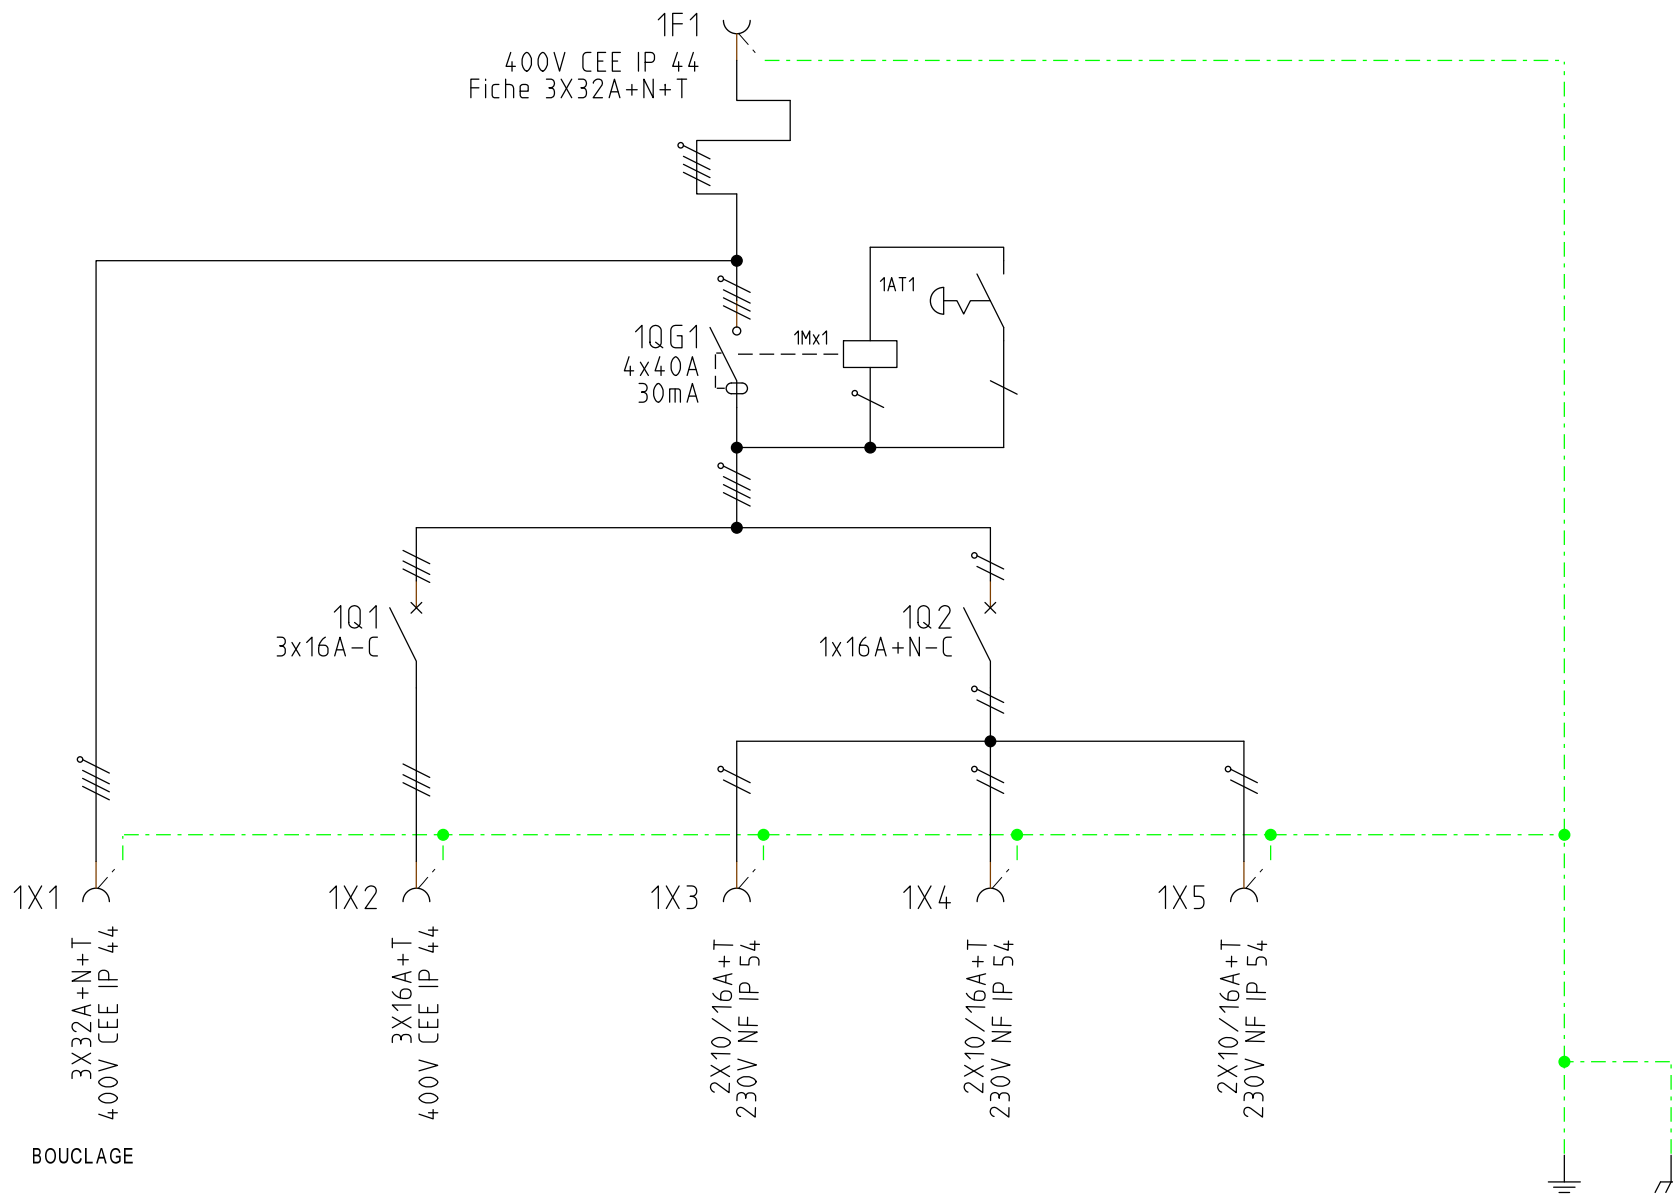 1F1
400V CEE IP 44
Fiche 3X32A+N+T
1AT1
1QG1
4x40A
30mA
1Mx1
1Q1
3x16A-C
1Q2
1x16A+N-C
1X1
1X2
1X3
1X4
1X5
3X32A+N+T
400V CEE IP 44
3X16A+T
400V CEE IP 44
2X10/16A+T
230V NF IP 54
2X10/16A+T
230V NF IP 54
2X10/16A+T
230V NF IP 54
BOUCLAGE